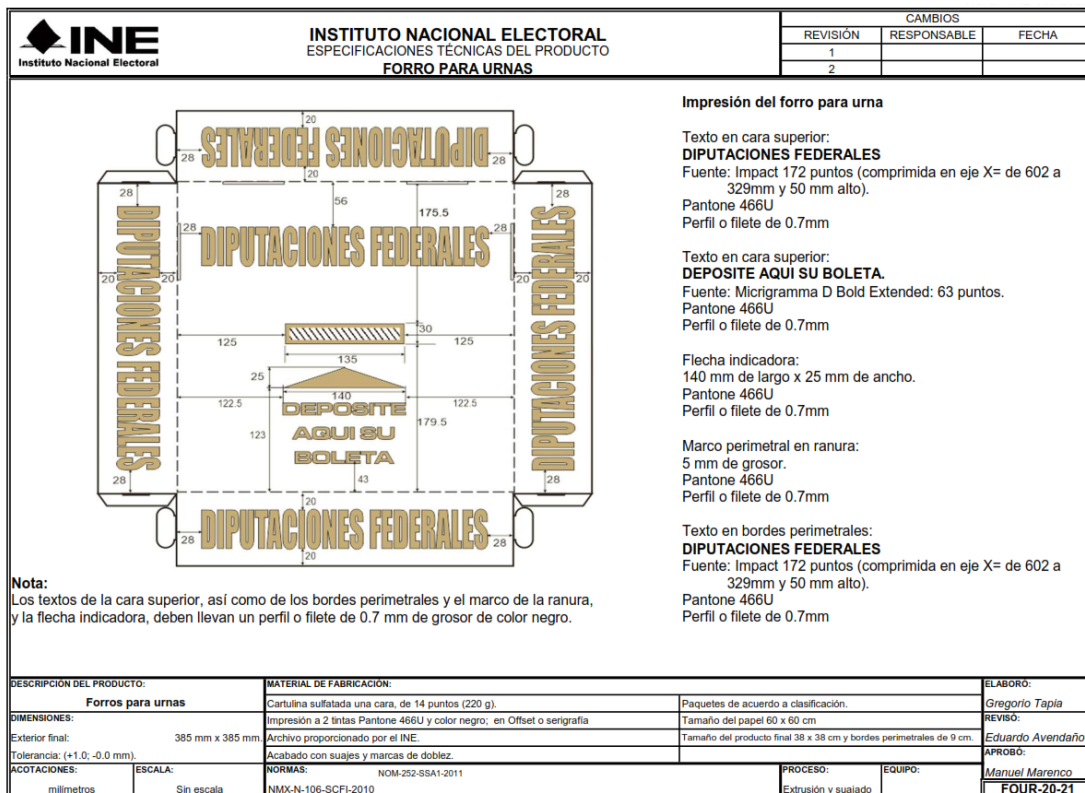 INE
Instituto Nacional Electoral
INSTITUTO NACIONAL ELECTORAL
ESPECIFICACIONES TÉCNICAS DEL PRODUCTO
FORRO PARA URNAS
CAMBIOS
REVISIÓN RESPONSABLE FECHA
1
2
20
DIPUTACIONES FEDERALES
28 28
20
28 28
56
175.5
28 28
DIPUTACIONES FEDERALES
DIPUTACIONES FEDERALES
DIPUTACIONES FEDERALES
20 20 20 20
30
125 125
135
25
140
122.5 122.5
DEPOSITE
179.5
123
AQUI SU
BOLETA
43
28 28
20
DIPUTACIONES FEDERALES
28 28
20
Impresión del forro para urna
Texto en cara superior:
DIPUTACIONES FEDERALES
Fuente: Impact 172 puntos (comprimida en eje X= de 602 a
329mm y 50 mm alto).
Pantone 466U
Perfil o filete de 0.7mm
Texto en cara superior:
DEPOSITE AQUI SU BOLETA.
Fuente: Micrigramma D Bold Extended: 63 puntos.
Pantone 466U
Perfil o filete de 0.7mm
Flecha indicadora:
140 mm de largo x 25 mm de ancho.
Pantone 466U
Perfil o filete de 0.7mm
Marco perimetral en ranura:
5 mm de grosor.
Pantone 466U
Perfil o filete de 0.7mm
Texto en bordes perimetrales:
DIPUTACIONES FEDERALES
Fuente: Impact 172 puntos (comprimida en eje X= de 602 a
329mm y 50 mm alto).
Pantone 466U
Perfil o filete de 0.7mm
Nota:
Los textos de la cara superior, así como de los bordes perimetrales y el marco de la ranura,
y la flecha indicadora, deben llevan un perfil o filete de 0.7 mm de grosor de color negro.
DESCRIPCIÓN DEL PRODUCTO: MATERIAL DE FABRICACIÓN: ELABORÓ:
Forros para urnas Cartulina sulfatada una cara, de 14 puntos (220 g). Paquetes de acuerdo a clasificación. Gregorio Tapia
DIMENSIONES: Impresión a 2 tintas Pantone 466U y color negro; en Offset o serigrafía Tamaño del papel 60 x 60 cm REVISÓ:
Exterior final: 385 mm x 385 mm. Archivo proporcionado por el INE. Tamaño del producto final 38 x 38 cm y bordes perimetrales de 9 cm. Eduardo Avendaño
Tolerancia: (+1.0; -0.0 mm). Acabado con suajes y marcas de doblez. APROBÓ:
ACOTACIONES: ESCALA: NORMAS: NOM-252-SSA1-2011 PROCESO: EQUIPO: Manuel Marenco
milímetros Sin escala NMX-N-106-SCFI-2010 Extrusión y suajado FOUR-20-21